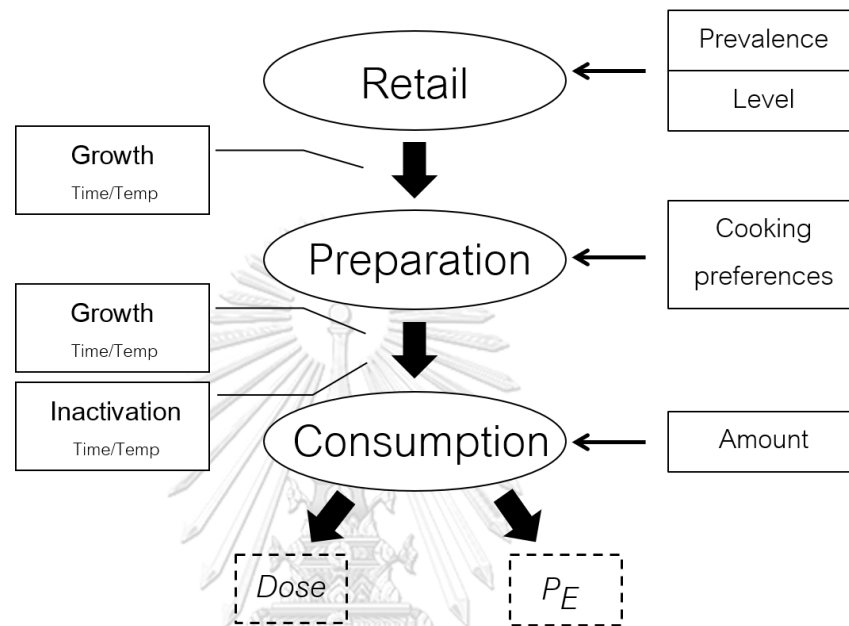 Retail
Prevalence
Level
Growth
Time/Temp
Preparation
Cooking
preferences
Growth
Time/Temp
Inactivation
Time/Temp
Consumption
Amount
Dose
PE